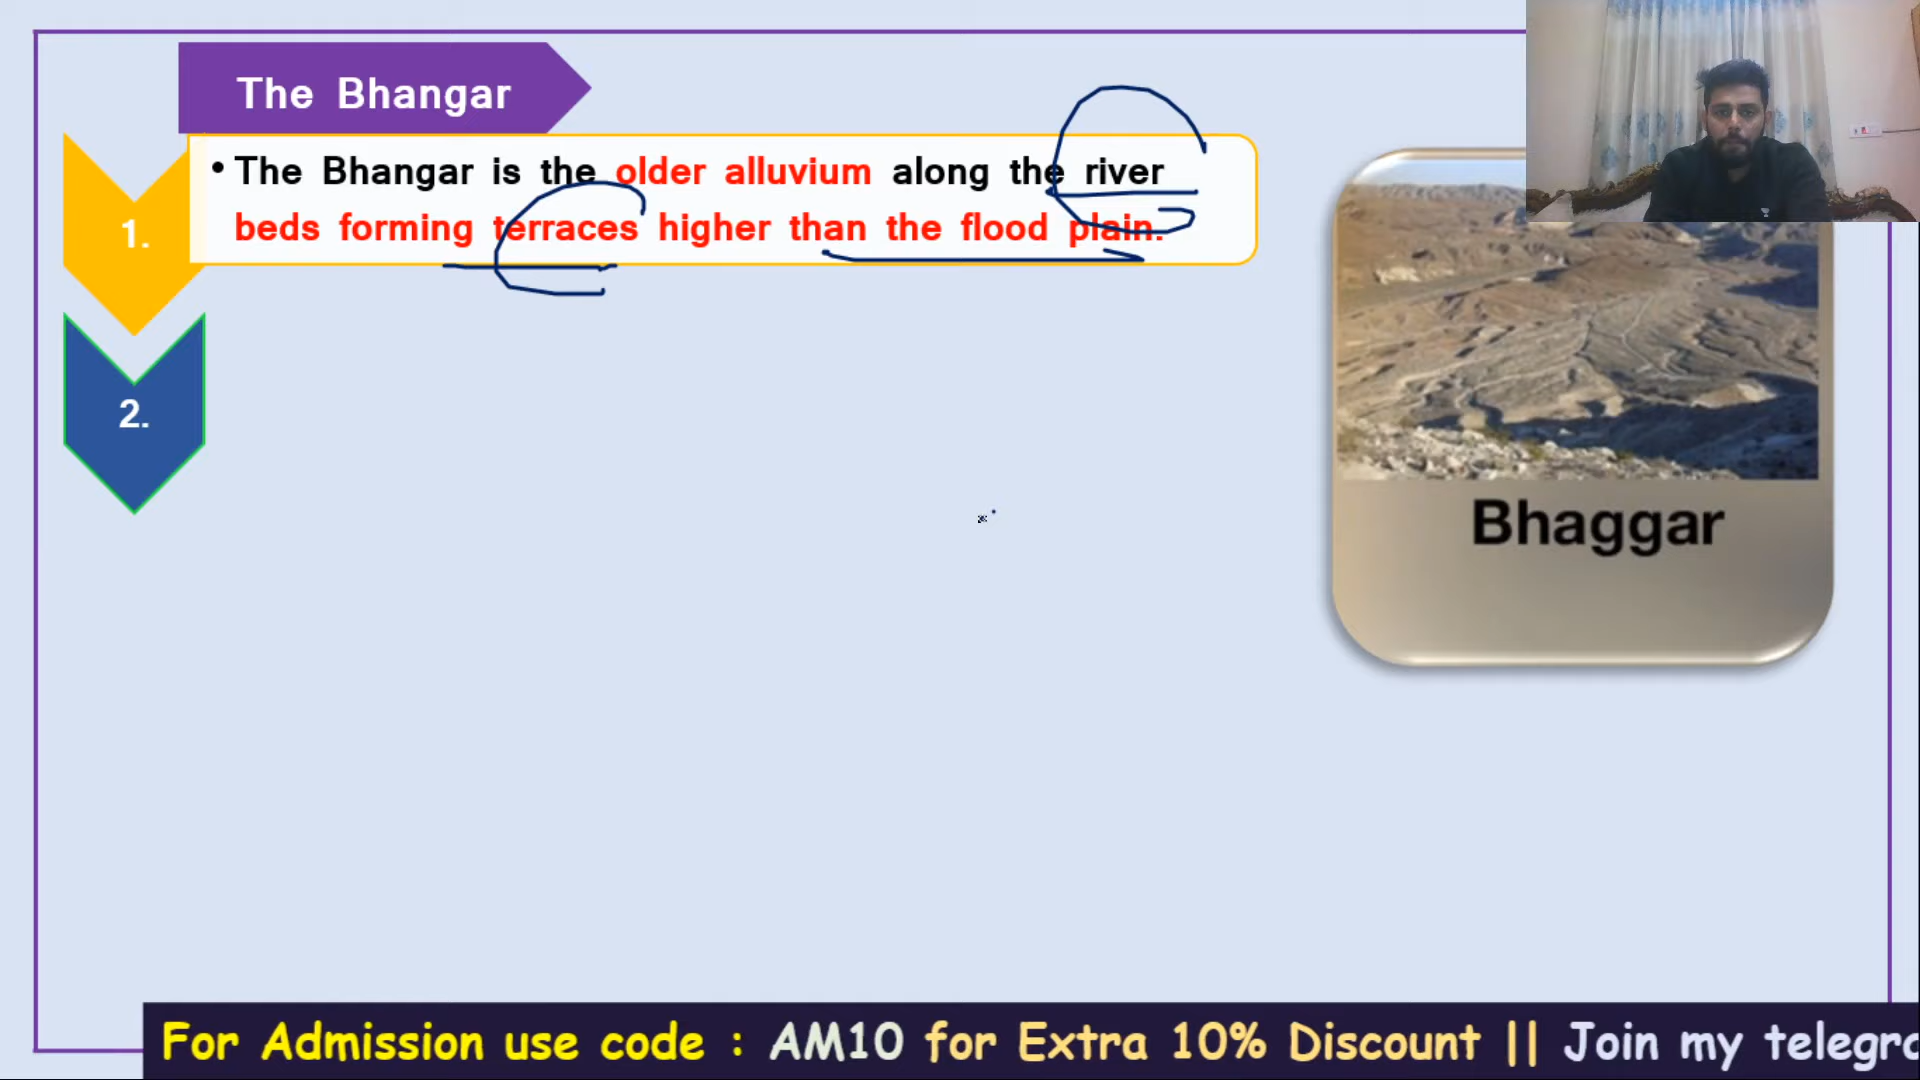 The Bhangar
1.
• The Bhangar is the older alluvium along the river
beds forming terraces higher than the flood plain.
2.
Bhaggar
For Admission use code : AM10 for Extra 10% Discount || Join my telegra